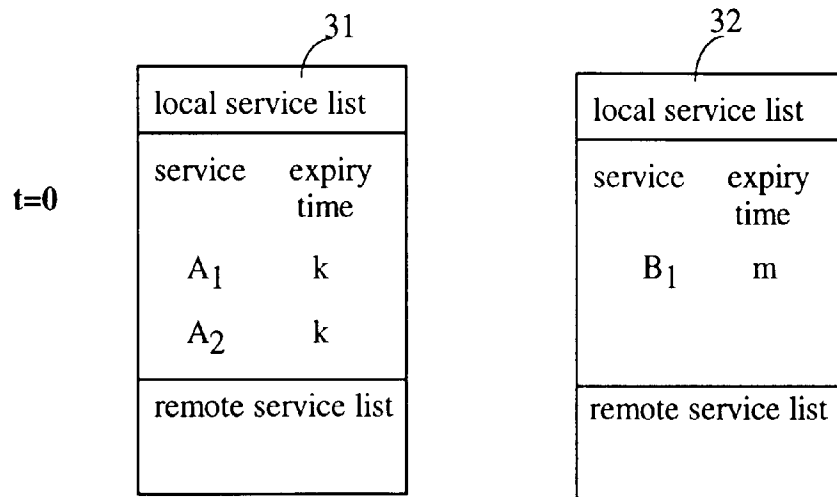 31
local service list
t=0
service expiry time
A1 k
A2 k
remote service list
32
local service list
service expiry time
B1 m
remote service list